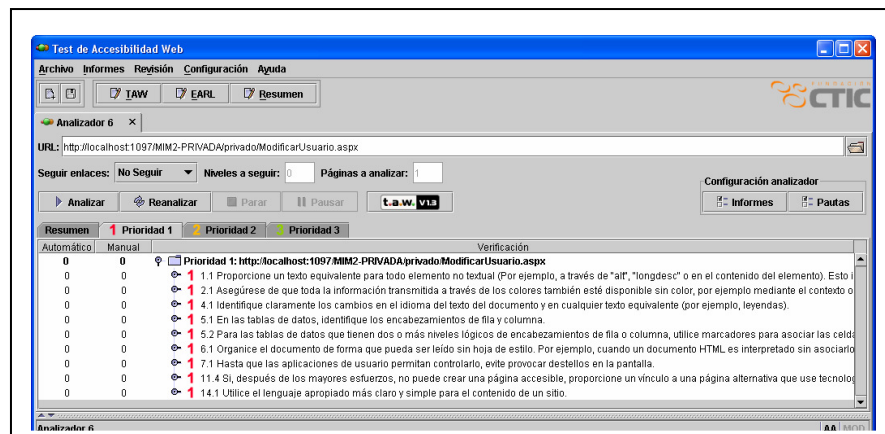 Test de Accesibilidad Web
Archivo Informes Revisión Configuración Ayuda
TAW EARL Resumen
FUNDACIÓN
CTIC
Analizador 6 ×
URL: http://localhost:1097/MIM2-PRIVADA/privado/ModificarUsuario.aspx
Seguir enlaces: No Seguir Niveles a seguir: 0 Páginas a analizar: 1
Configuración analizador
Analizar Reanalizar Parar Pausar t.a.w. V1.3 Informes Pautas
Resumen 1 Prioridad 1 2 Prioridad 2 3 Prioridad 3
Automático Manual Verificación
0 0 Prioridad 1: http://localhost:1097/MIM2-PRIVADA/privado/ModificarUsuario.aspx
0 0 1 1.1 Proporcione un texto equivalente para todo elemento no textual (Por ejemplo, a través de "alt", "longdesc" o en el contenido del elemento). Esto i
0 0 1 2.1 Asegúrese de que toda la información transmitida a través de los colores también esté disponible sin color, por ejemplo mediante el contexto o
0 0 1 4.1 Identifique claramente los cambios en el idioma del texto del documento y en cualquier texto equivalente (por ejemplo, leyendas).
0 0 1 5.1 En las tablas de datos, identifique los encabezamientos de fila y columna.
0 0 1 5.2 Para las tablas de datos que tienen dos o más niveles lógicos de encabezamientos de fila o columna, utilice marcadores para asociar las celda
0 0 1 6.1 Organice el documento de forma que pueda ser leído sin hoja de estilo. Por ejemplo, cuando un documento HTML es interpretado sin asociarlo
0 0 1 7.1 Hasta que las aplicaciones de usuario permitan controlarlo, evite provocar destellos en la pantalla.
0 0 1 11.4 Si, después de los mayores esfuerzos, no puede crear una página accesible, proporcione un vínculo a una página alternativa que use tecnolog
0 0 1 14.1 Utilice el lenguaje apropiado más claro y simple para el contenido de un sitio.
Analizador 6 AA MOD